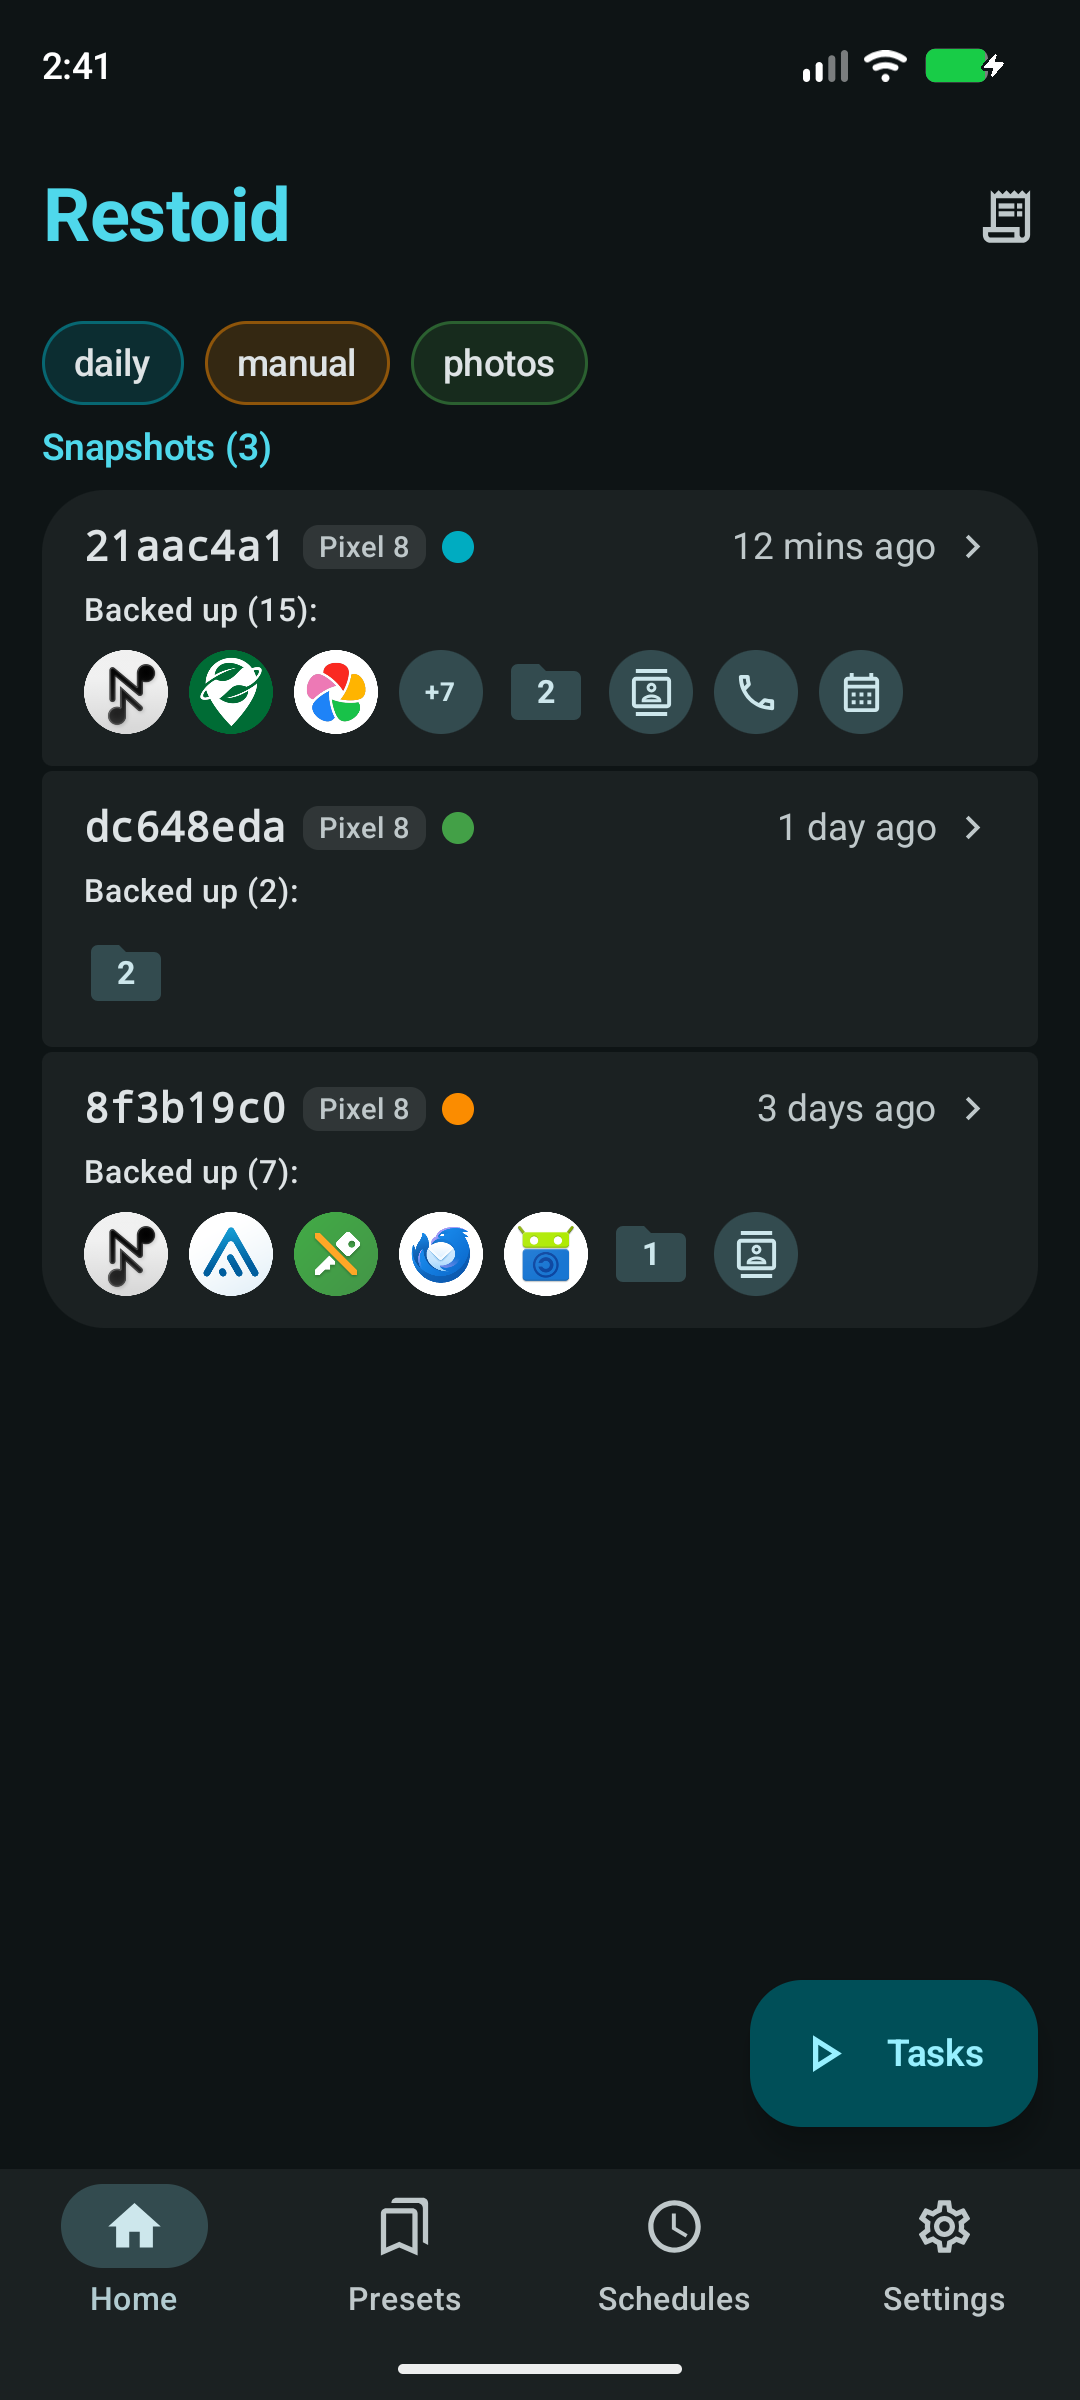 2:41
Restoid
daily manual photos
Snapshots (3)
21aac4a1 Pixel 8 12 mins ago
Backed up (15):
+7 2
dc648eda Pixel 8 1 day ago
Backed up (2):
2
8f3b19c0 Pixel 8 3 days ago
Backed up (7):
1
Tasks
Home Presets Schedules Settings